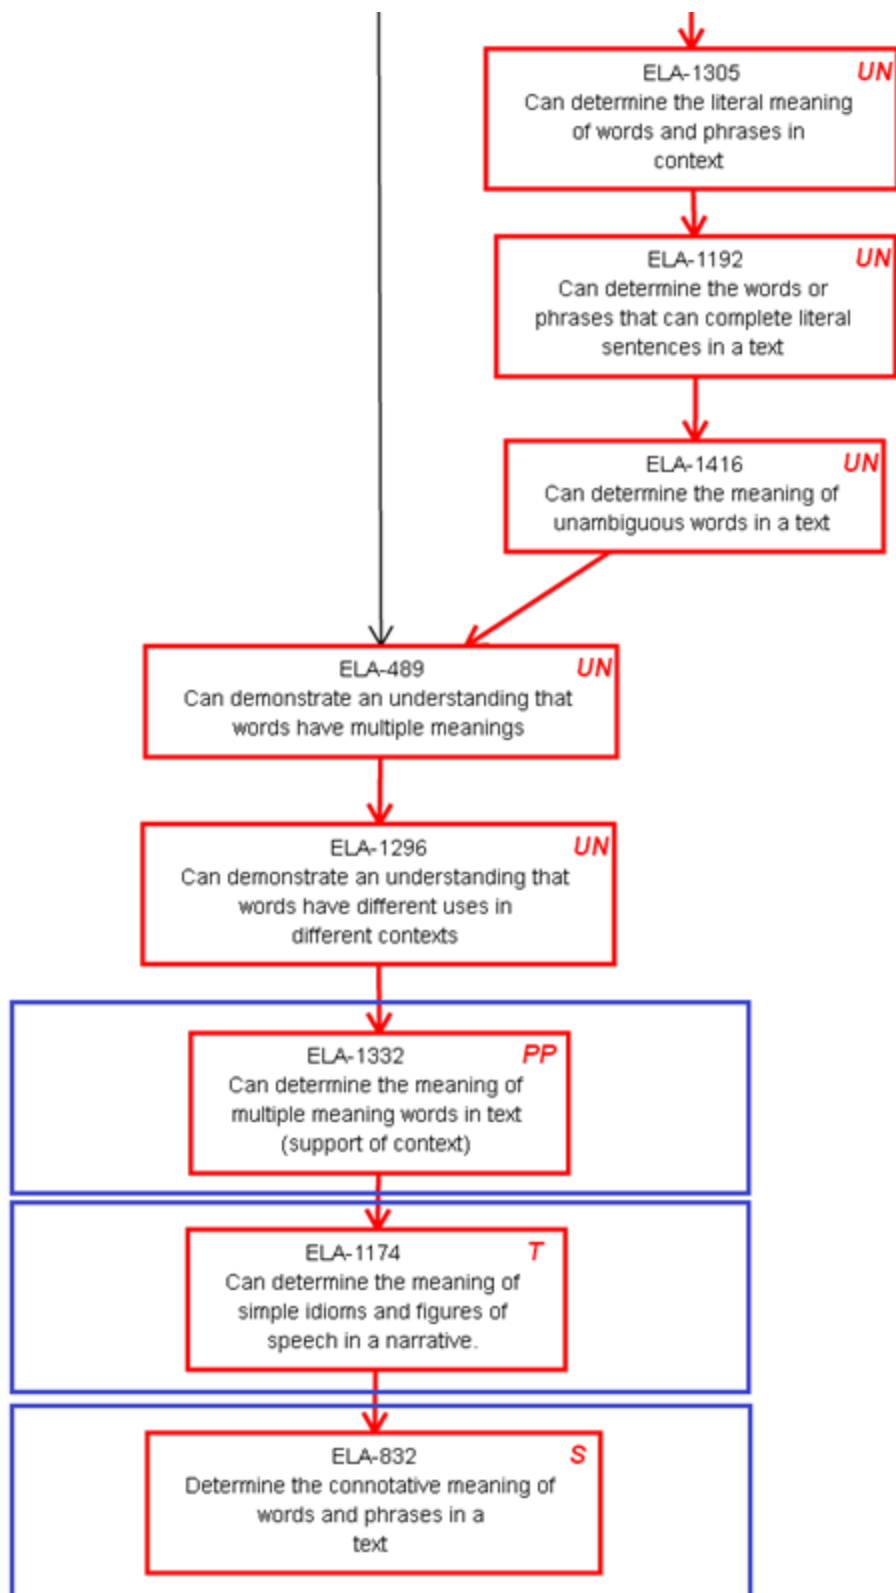 ELA-1305 UN
Can determine the literal meaning
of words and phrases in
context
ELA-1192 UN
Can determine the words or
phrases that can complete literal
sentences in a text
ELA-1416 UN
Can determine the meaning of
unambiguous words in a text
ELA-489 UN
Can demonstrate an understanding that
words have multiple meanings
ELA-1296 UN
Can demonstrate an understanding that
words have different uses in
different contexts
ELA-1332 PP
Can determine the meaning of
multiple meaning words in text
(support of context)
ELA-1174 T
Can determine the meaning of
simple idioms and figures of
speech in a narrative.
ELA-832 S
Determine the connotative meaning of
words and phrases in a
text